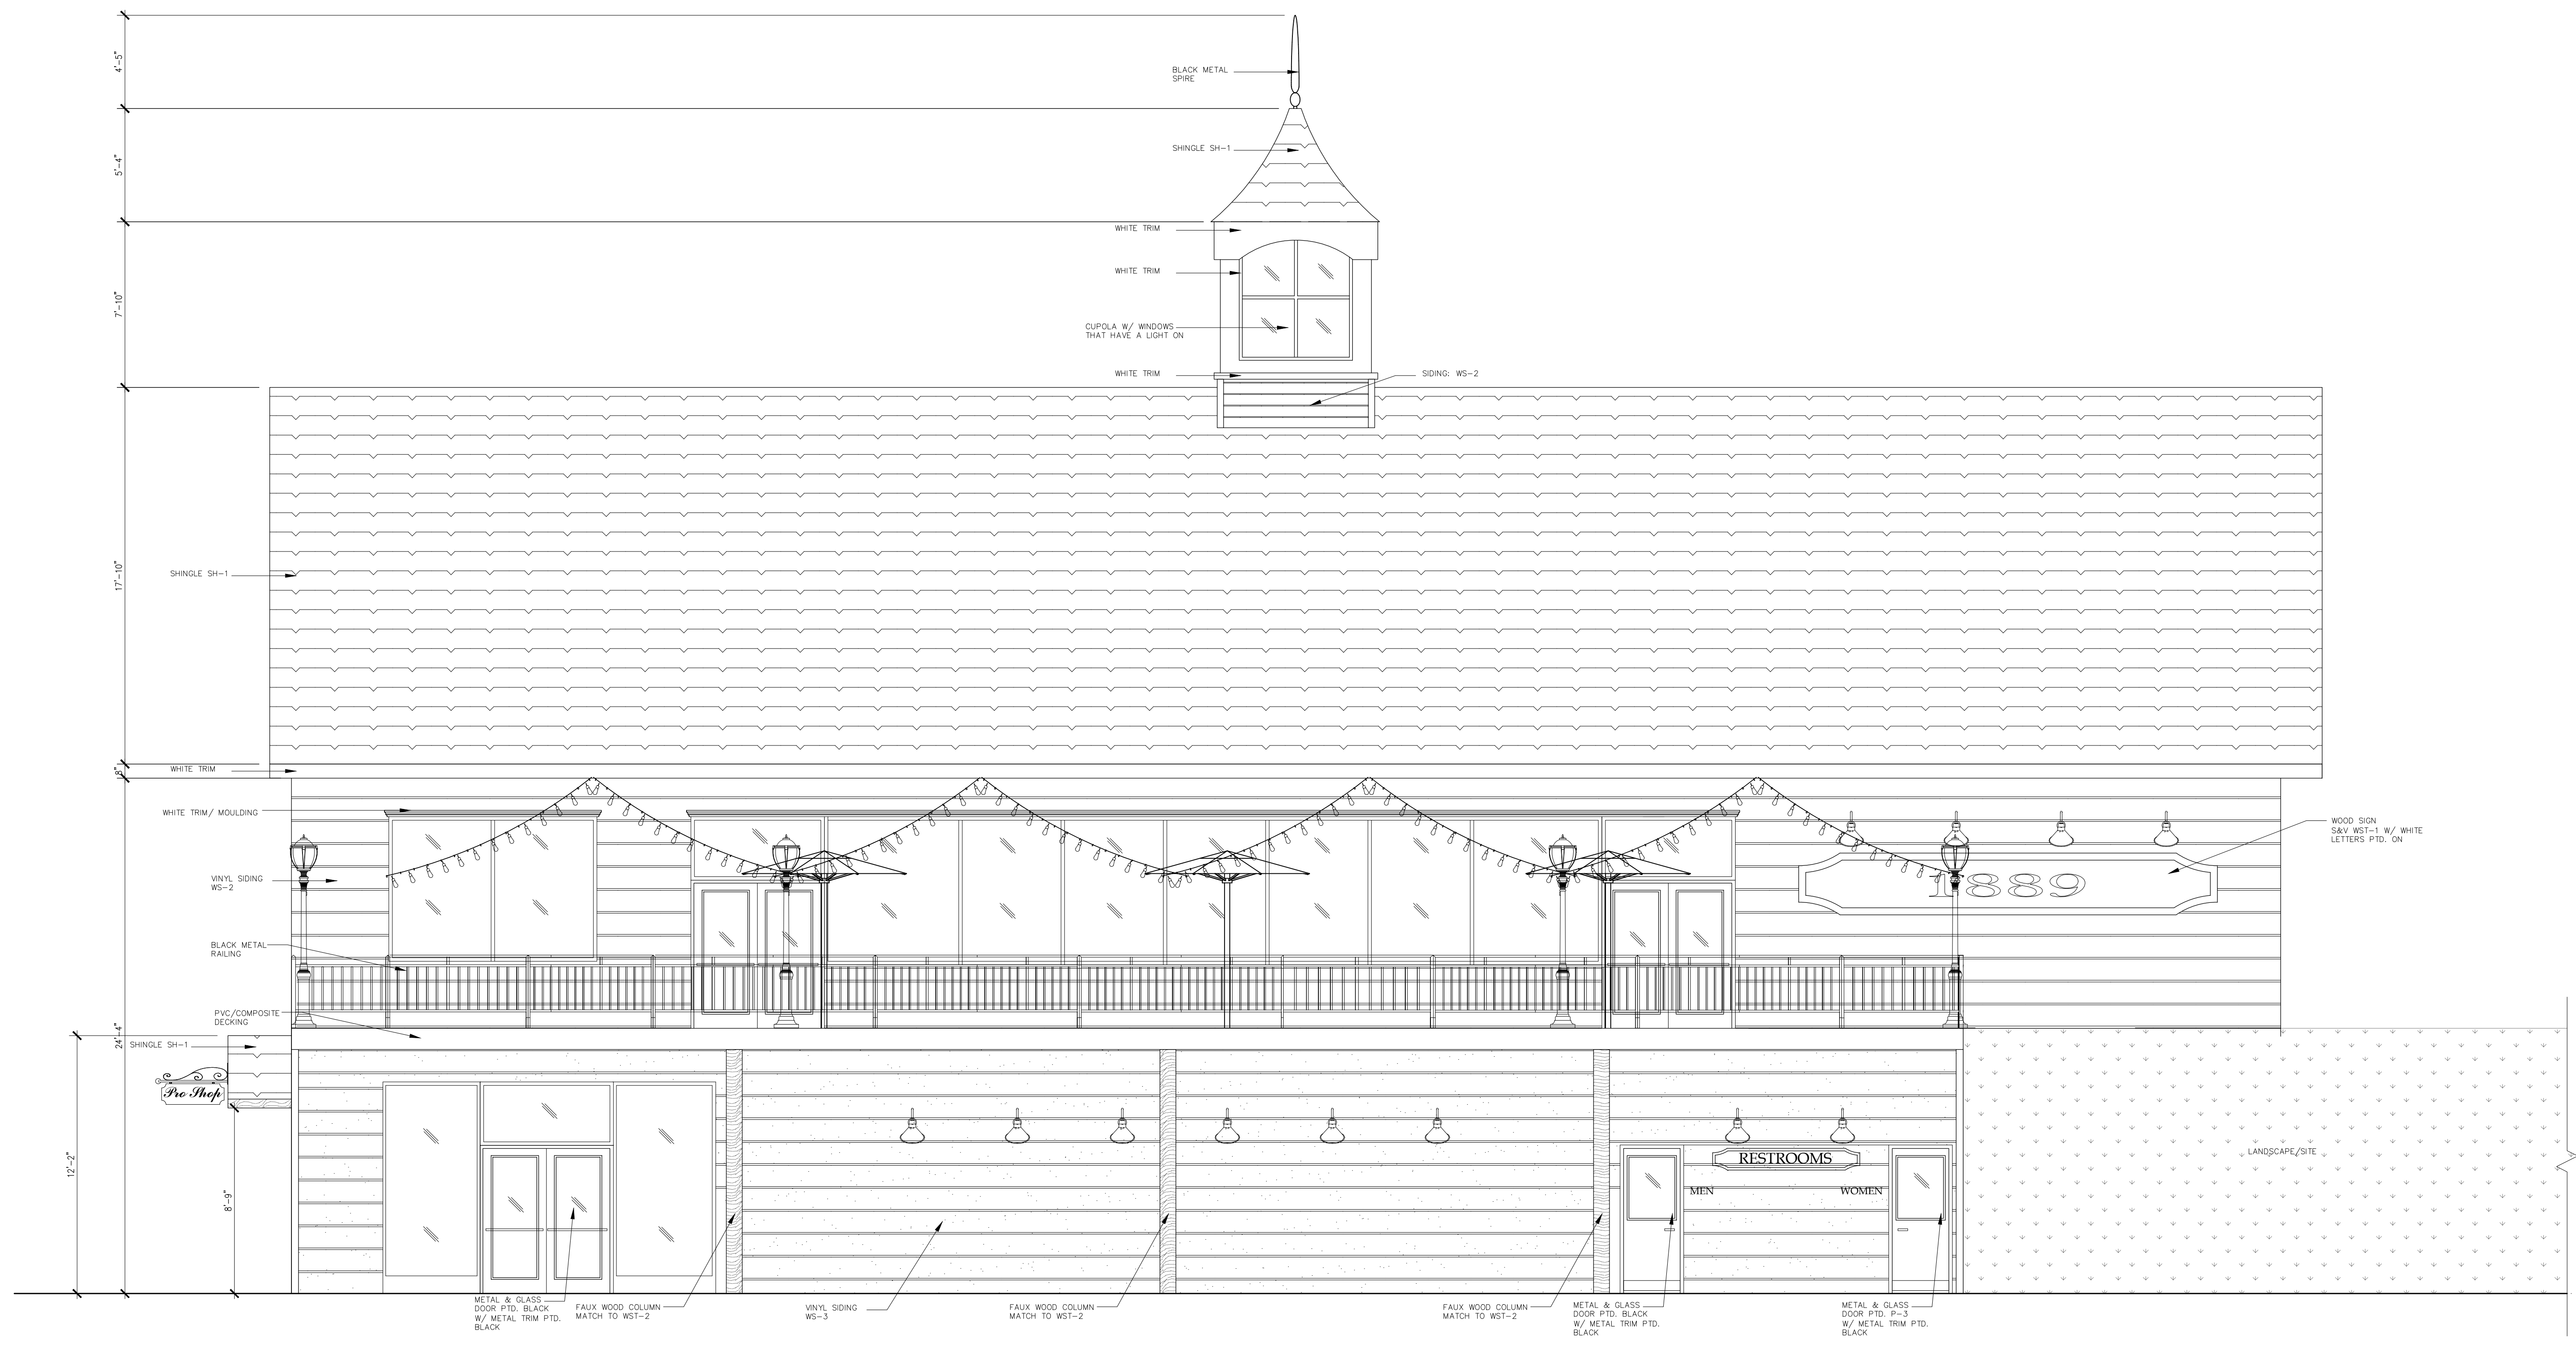 4'-5"
BLACK METAL
SPIRE
5'-4"
SHINGLE SH-1
WHITE TRIM
WHITE TRIM
7'-10"
CUPOLA W/ WINDOWS
THAT HAVE A LIGHT ON
WHITE TRIM
SIDING: WS-2
17'-10"
SHINGLE SH-1
8"
WHITE TRIM
WHITE TRIM/ MOULDING
WOOD SIGN
S&V WST-1 W/ WHITE
LETTERS PTD. ON
VINYL SIDING
WS-2
1889
BLACK METAL
RAILING
PVC/COMPOSITE
DECKING
24'-4"
SHINGLE SH-1
Pro Shop
12'-2"
8'-9"
RESTROOMS
MEN
WOMEN
LANDSCAPE/SITE
METAL & GLASS
DOOR PTD. BLACK
W/ METAL TRIM PTD.
BLACK
FAUX WOOD COLUMN
MATCH TO WST-2
VINYL SIDING
WS-3
FAUX WOOD COLUMN
MATCH TO WST-2
FAUX WOOD COLUMN
MATCH TO WST-2
METAL & GLASS
DOOR PTD. BLACK
W/ METAL TRIM PTD.
BLACK
METAL & GLASS
DOOR PTD. P-3
W/ METAL TRIM PTD.
BLACK